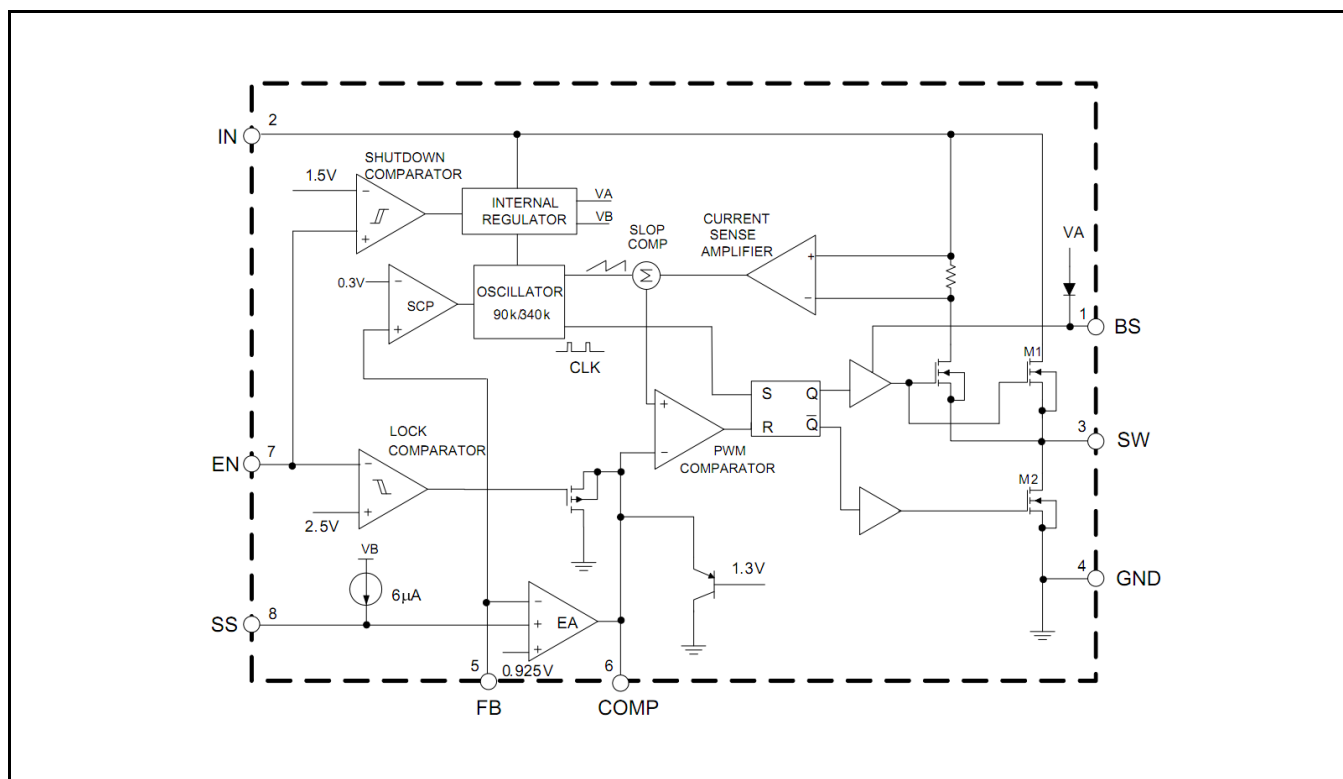 IN
2
SHUTDOWN
COMPARATOR
1.5V
−
+
INTERNAL
REGULATOR
VA
VB
SLOP
COMP
CURRENT
SENSE
AMPLIFIER
+
−
VA
0.3V
−
SCP
+
OSCILLATOR
90k/340k
Σ
CLK
1
BS
M1
S
Q
R
Q̅
+
−
PWM
COMPARATOR
3
SW
LOCK
COMPARATOR
EN
7
−
+
2.5V
M2
VB
6µA
1.3V
4
GND
SS
8
−
+
+
EA
0.925V
5
FB
6
COMP